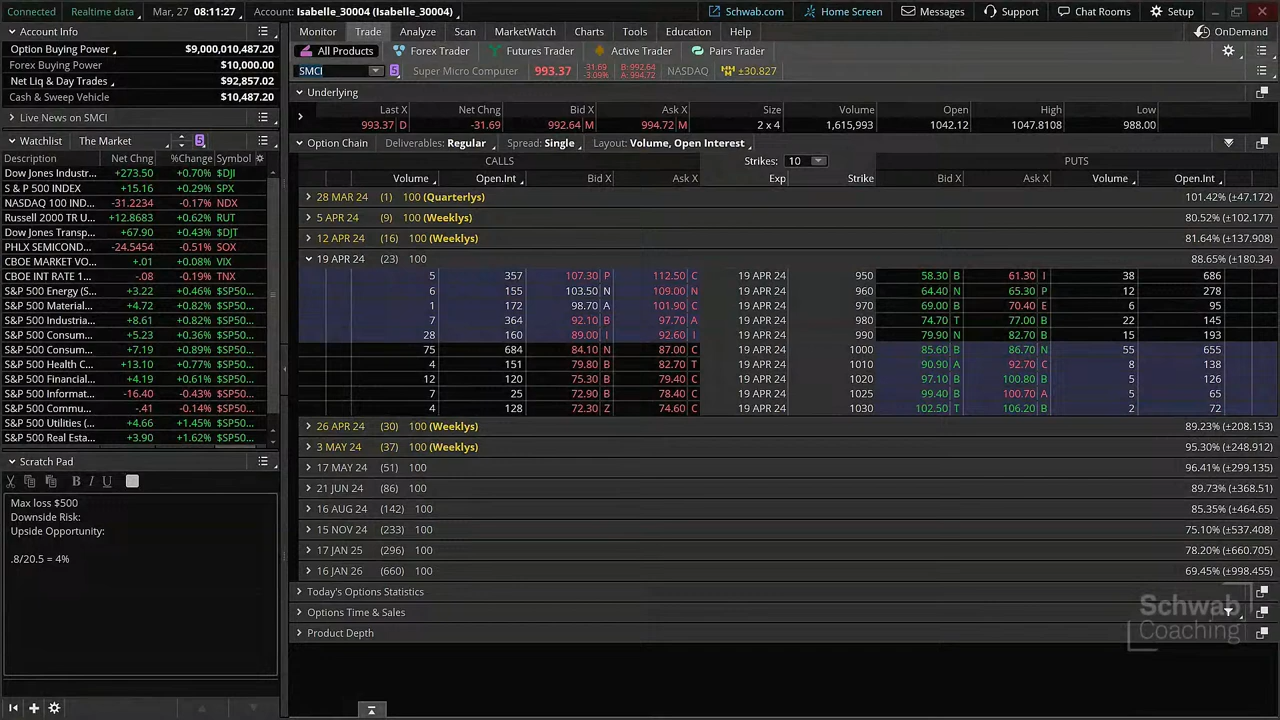 Connected Realtime data Mar, 27 08:11:27 Account: Isabelle_30004 (Isabelle_30004) Schwab.com Home Screen Messages Support Chat Rooms Setup
Account Info
Option Buying Power $9,000,010,487.20
Forex Buying Power $10,000.00
Net Liq & Day Trades $92,857.02
Cash & Sweep Vehicle $10,487.20
Live News on SMCI
Watchlist The Market 5
Description Net Chng %Change Symbol
Dow Jones Industr... +273.50 +0.70% $DJI
S & P 500 INDEX +15.16 +0.29% SPX
NASDAQ 100 IND... -31.2234 -0.17% NDX
Russell 2000 TR U... +12.8683 +0.62% RUT
Dow Jones Transp... +67.90 +0.43% $DJT
PHLX SEMICOND... -24.5454 -0.51% SOX
CBOE MARKET VO... +.01 +0.08% VIX
CBOE INT RATE 1... -.08 -0.19% TNX
S&P 500 Energy (S... +3.22 +0.46% $SP50...
S&P 500 Material... +4.72 +0.82% $SP50...
S&P 500 Industria... +8.61 +0.82% $SP50...
S&P 500 Consum... +5.23 +0.36% $SP50...
S&P 500 Consum... +7.19 +0.89% $SP50...
S&P 500 Health C... +13.10 +0.77% $SP50...
S&P 500 Financial... +4.19 +0.61% $SP50...
S&P 500 Informat... -16.40 -0.43% $SP50...
S&P 500 Commu... -.41 -0.14% $SP50...
S&P 500 Utilities (... +4.66 +1.45% $SP50...
S&P 500 Real Esta... +3.90 +1.62% $SP50...
Scratch Pad
B I U
Max loss $500
Downside Risk:
Upside Opportunity:
.8/20.5 = 4%
Monitor Trade Analyze Scan MarketWatch Charts Tools Education Help OnDemand
All Products Forex Trader Futures Trader Active Trader Pairs Trader
SMCI 5 Super Micro Computer 993.37 -31.69 -3.09% B: 992.64 A: 994.72 NASDAQ ±30.827
Underlying
Last X Net Chng Bid X Ask X Size Volume Open High Low
993.37 D -31.69 992.64 M 994.72 M 2 x 4 1,615,993 1042.12 1047.8108 988.00
Option Chain Deliverables: Regular Spread: Single Layout: Volume, Open Interest
CALLS Strikes: 10 PUTS
Volume Open.Int Bid X Ask X Exp Strike Bid X Ask X Volume Open.Int
28 MAR 24 (1) 100 (Quarterlys) 101.42% (±47.172)
5 APR 24 (9) 100 (Weeklys) 80.52% (±102.177)
12 APR 24 (16) 100 (Weeklys) 81.64% (±137.908)
19 APR 24 (23) 100 88.65% (±180.34)
5 357 107.30 P 112.50 C 19 APR 24 950 58.30 B 61.30 I 38 686
6 155 103.50 N 109.00 N 19 APR 24 960 64.40 N 65.30 P 12 278
1 172 98.70 A 101.90 C 19 APR 24 970 69.00 B 70.40 E 6 95
7 364 92.10 B 97.70 A 19 APR 24 980 74.70 T 77.00 B 22 145
28 160 89.00 I 92.60 I 19 APR 24 990 79.90 N 82.70 B 15 193
75 684 84.10 N 87.00 C 19 APR 24 1000 85.60 B 86.70 N 55 655
4 151 79.80 B 82.70 T 19 APR 24 1010 90.90 A 92.70 C 8 138
12 120 75.30 B 79.40 C 19 APR 24 1020 97.10 B 100.80 B 5 126
7 25 72.90 B 78.40 C 19 APR 24 1025 99.40 B 100.70 A 5 65
4 128 72.30 Z 74.60 C 19 APR 24 1030 102.50 T 106.20 B 2 72
26 APR 24 (30) 100 (Weeklys) 89.23% (±208.153)
3 MAY 24 (37) 100 (Weeklys) 95.30% (±248.912)
17 MAY 24 (51) 100 96.41% (±299.135)
21 JUN 24 (86) 100 89.73% (±368.51)
16 AUG 24 (142) 100 85.35% (±464.65)
15 NOV 24 (233) 100 75.10% (±537.408)
17 JAN 25 (296) 100 78.20% (±660.705)
16 JAN 26 (660) 100 69.45% (±998.455)
Today's Options Statistics
Options Time & Sales
Product Depth
Schwab
Coaching